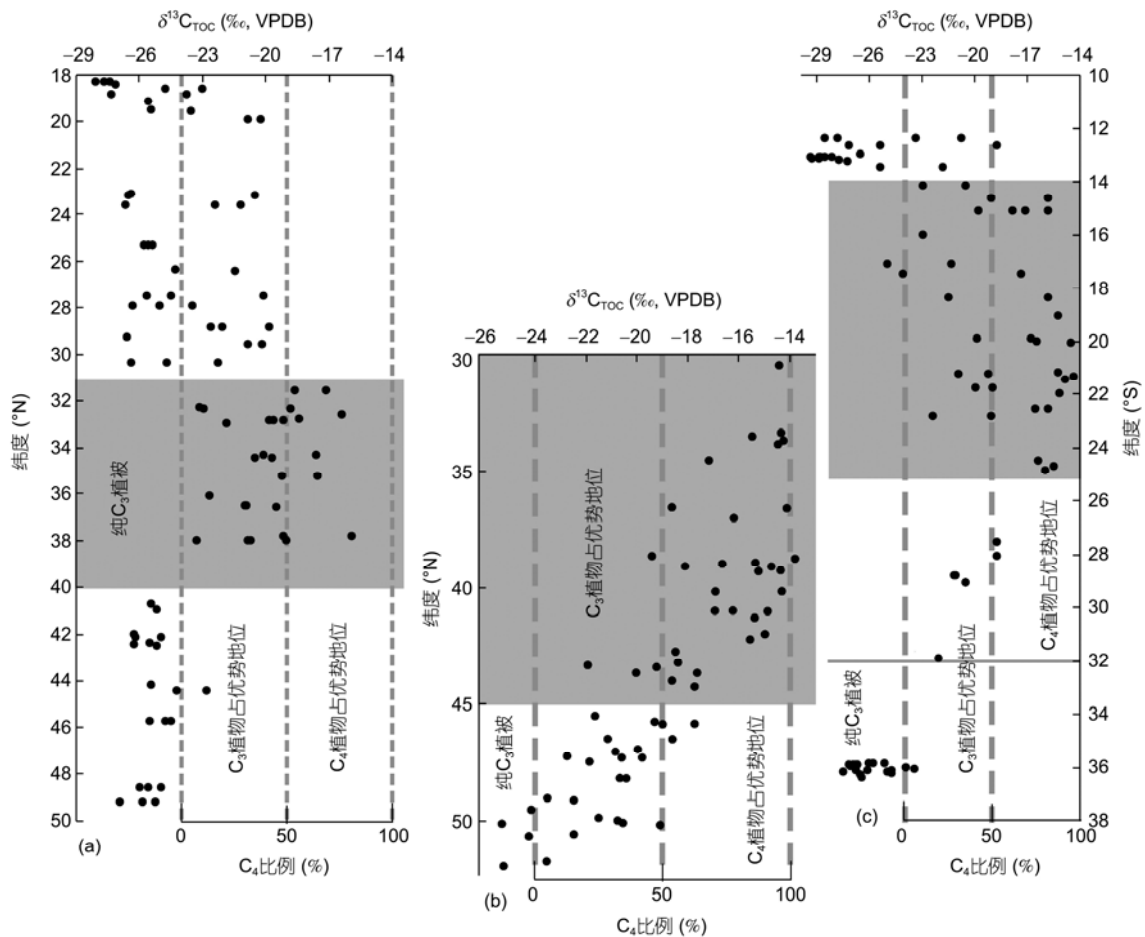 δ¹³C_TOC (‰, VPDB)
−29 −26 −23 −20 −17 −14
18
20
22
24
26
28
30
32
34
36
38
40
42
44
46
48
50
纬度 (°N)
纯C₃植被
C₃植物占优势地位
C₄植物占优势地位
(a)
0 50 100
C₄比例 (%)
δ¹³C_TOC (‰, VPDB)
−26 −24 −22 −20 −18 −16 −14
30
35
40
45
50
纬度 (°N)
C₃植物占优势地位
纯C₃植被
C₄植物占优势地位
(b)
0 50 100
C₄比例 (%)
δ¹³C_TOC (‰, VPDB)
−29 −26 −23 −20 −17 −14
10
12
14
16
18
20
22
24
26
28
30
32
34
36
38
纬度 (°S)
C₄植物占优势地位
纯C₃植被
C₃植物占优势地位
(c)
0 50 100
C₄比例 (%)